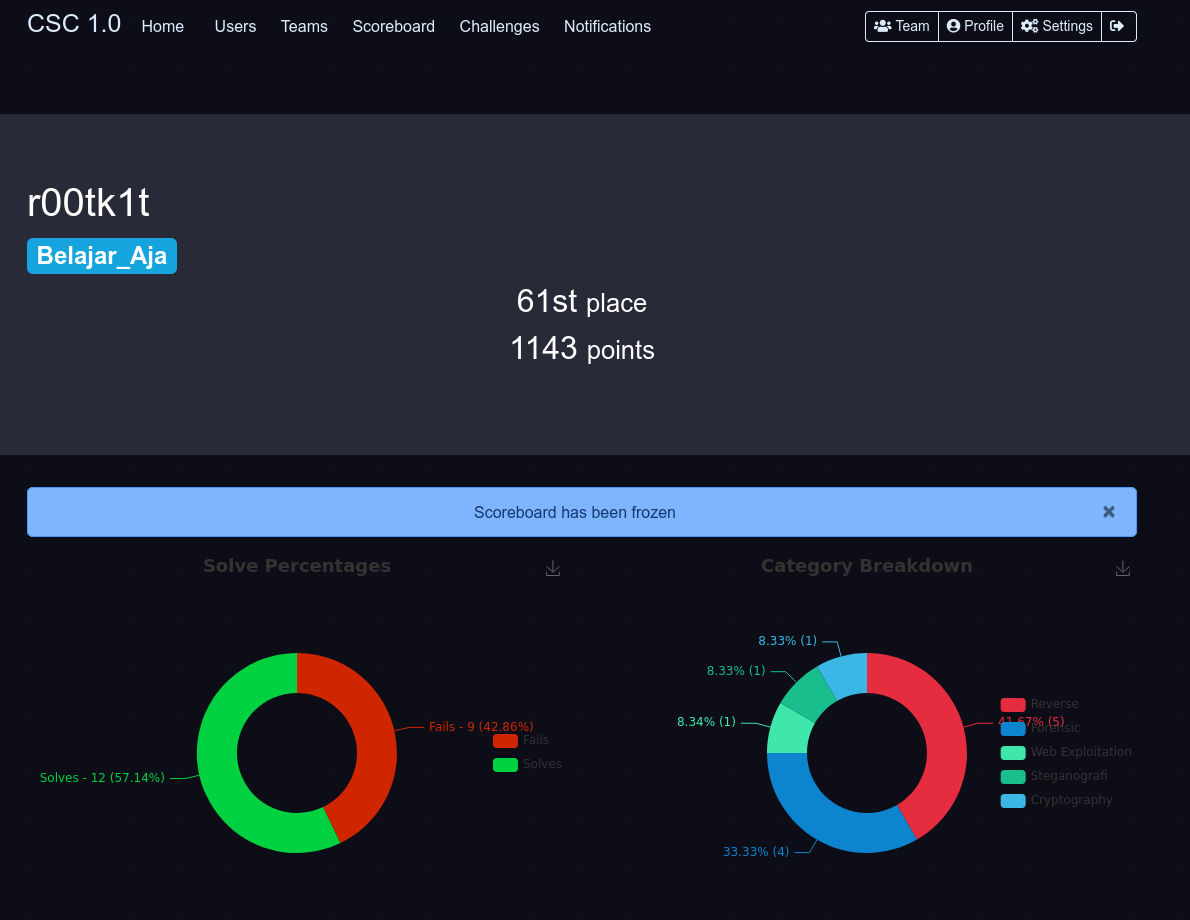 CSC 1.0 Home Users Teams Scoreboard Challenges Notifications Team Profile Settings
r00tk1t
Belajar_Aja
61st place
1143 points
Scoreboard has been frozen ×
Solve Percentages
Fails - 9 (42.86%)
Solves - 12 (57.14%)
Fails
Solves
Category Breakdown
8.33% (1)
8.33% (1)
8.34% (1)
33.33% (4)
41.67% (5)
Reverse
Forensic
Web Exploitation
Steganografi
Cryptography